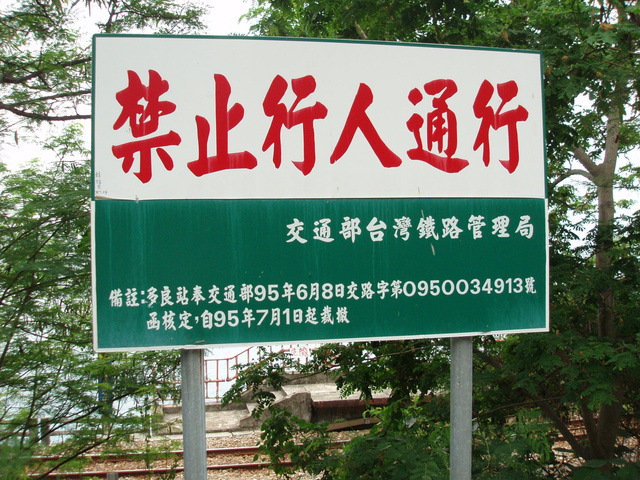 禁止行人通行
交通部台灣鐵路管理局
備註:多良站奉交通部95年6月8日交路字第0950034913號
函核定,自95年7月1日起裁撤